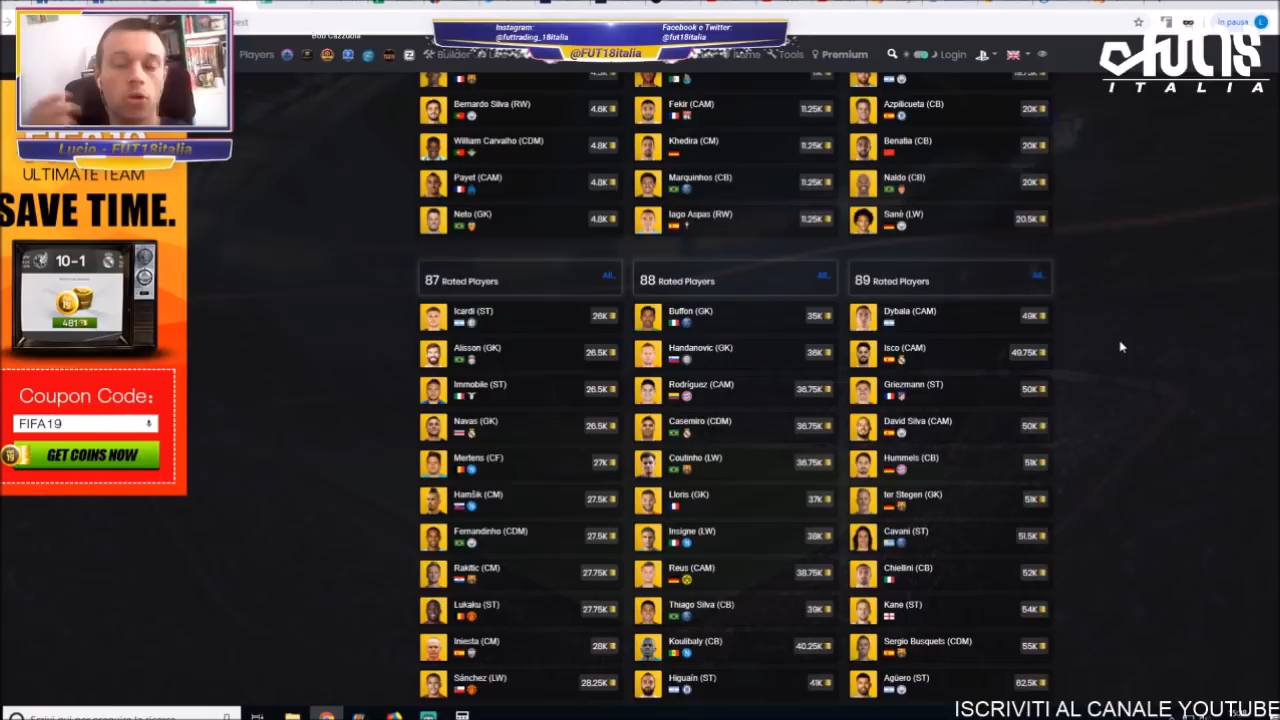 In pausa
Instagram:
@futtrading_18italia
Facebook e Twitter:
@fut18italia
@FUT18italia
Players
Builder
Tools
Premium
Login
FUT18
ITALIA
Lucio - FUT18italia
ULTIMATE TEAM
SAVE TIME.
10-1
481
Coupon Code:
FIFA19
GET COINS NOW
Bernardo Silva (RW) 4.6K
William Carvalho (CDM) 4.8K
Payet (CAM) 4.8K
Neto (GK) 4.8K
Fekir (CAM) 11.25K
Khedira (CM) 11.25K
Marquinhos (CB) 11.25K
Iago Aspas (RW) 11.25K
Azpilicueta (CB) 20K
Benatia (CB) 20K
Naldo (CB) 20K
Sané (LW) 20.5K
87 Rated Players All..
Icardi (ST) 26K
Alisson (GK) 26.5K
Immobile (ST) 26.5K
Navas (GK) 26.5K
Mertens (CF) 27K
Hamšík (CM) 27.5K
Fernandinho (CDM) 27.5K
Rakitic (CM) 27.75K
Lukaku (ST) 27.75K
Iniesta (CM) 28K
Sánchez (LW) 28.25K
88 Rated Players All..
Buffon (GK) 35K
Handanovic (GK) 36K
Rodríguez (CAM) 36.75K
Casemiro (CDM) 36.75K
Coutinho (LW) 36.75K
Lloris (GK) 37K
Insigne (LW) 38K
Reus (CAM) 38.75K
Thiago Silva (CB) 39K
Koulibaly (CB) 40.25K
Higuaín (ST) 41K
89 Rated Players All..
Dybala (CAM) 49K
Isco (CAM) 49.75K
Griezmann (ST) 50K
David Silva (CAM) 50K
Hummels (CB) 51K
ter Stegen (GK) 51K
Cavani (ST) 51.5K
Chiellini (CB) 52K
Kane (ST) 54K
Sergio Busquets (CDM) 55K
Agüero (ST) 62.5K
ISCRIVITI AL CANALE YOUTUBE